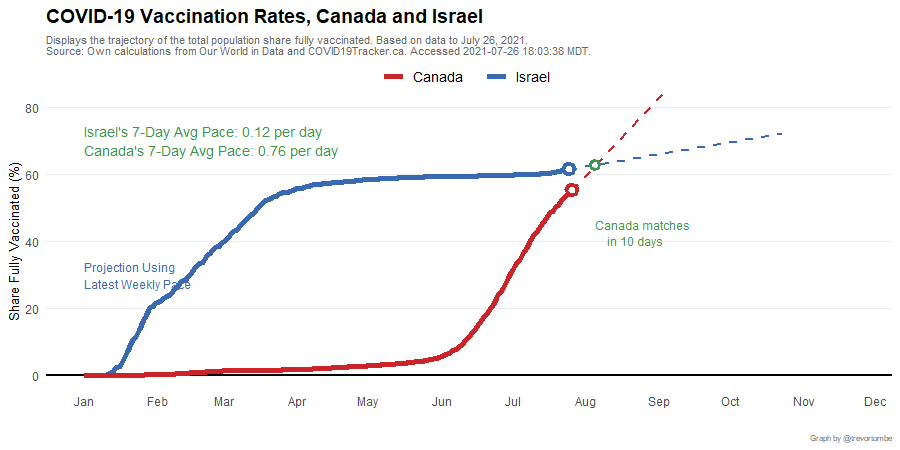 COVID-19 Vaccination Rates, Canada and Israel
Displays the trajectory of the total population share fully vaccinated. Based on data to July 26, 2021.
Source: Own calculations from Our World in Data and COVID19Tracker.ca. Accessed 2021-07-26 18:03:38 MDT.
Canada Israel
Share Fully Vaccinated (%)
80
Israel's 7-Day Avg Pace: 0.12 per day
Canada's 7-Day Avg Pace: 0.76 per day
60
Canada matches
in 10 days
40
Projection Using
Latest Weekly Pace
20
0
Jan Feb Mar Apr May Jun Jul Aug Sep Oct Nov Dec
Graph by @trevortombe